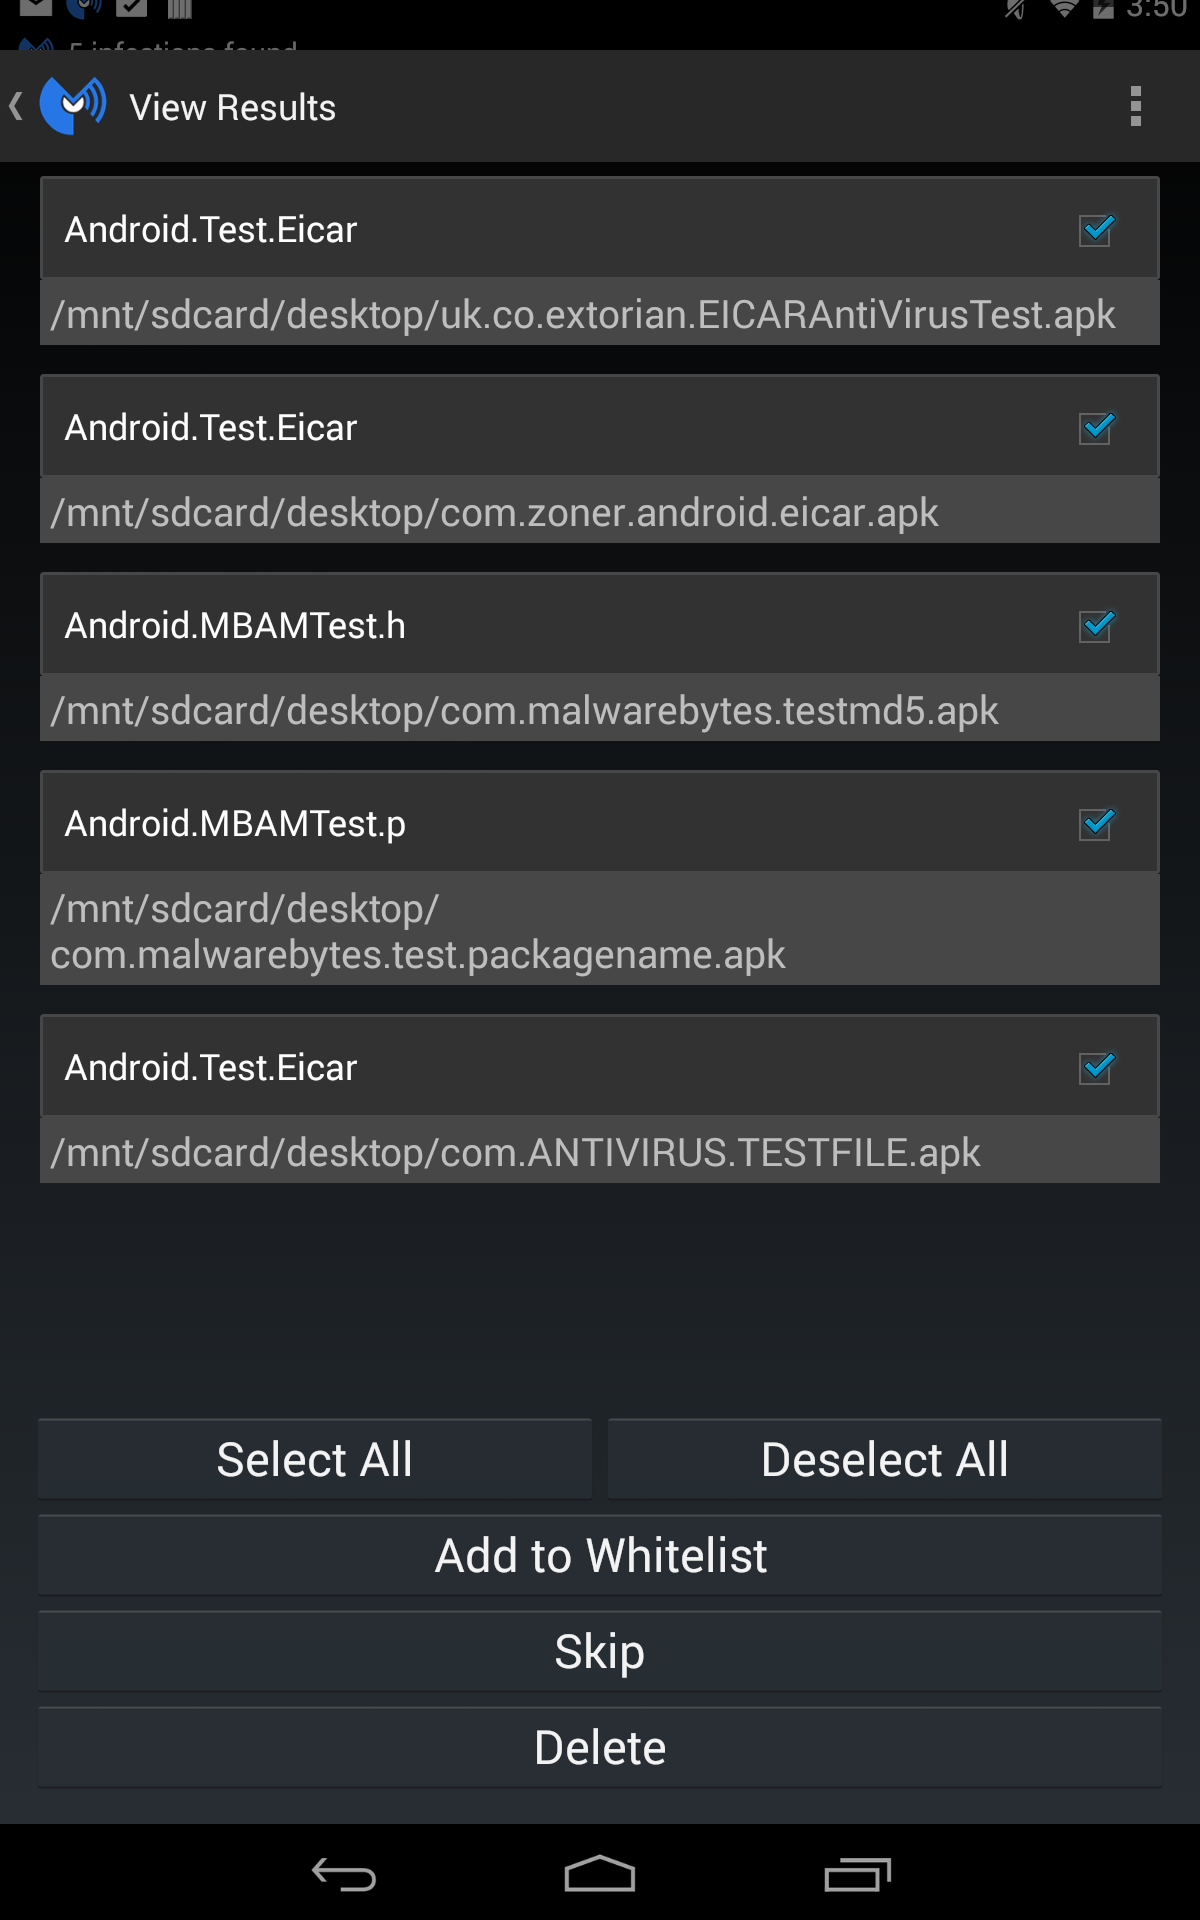 3:50
5 infections found
View Results
Android.Test.Eicar
/mnt/sdcard/desktop/uk.co.extorian.EICARAntiVirusTest.apk
Android.Test.Eicar
/mnt/sdcard/desktop/com.zoner.android.eicar.apk
Android.MBAMTest.h
/mnt/sdcard/desktop/com.malwarebytes.testmd5.apk
Android.MBAMTest.p
/mnt/sdcard/desktop/
com.malwarebytes.test.packagename.apk
Android.Test.Eicar
/mnt/sdcard/desktop/com.ANTIVIRUS.TESTFILE.apk
Select All
Deselect All
Add to Whitelist
Skip
Delete